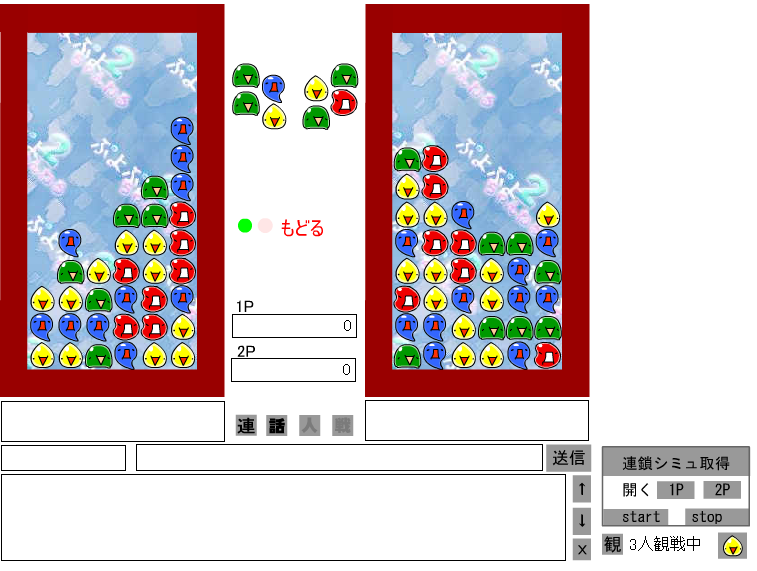 もどる
1P
0
2P
0
連 話 人 戦
送信
↑
↓
x
連鎖シミュ取得
開く 1P 2P
start stop
観 3人観戦中